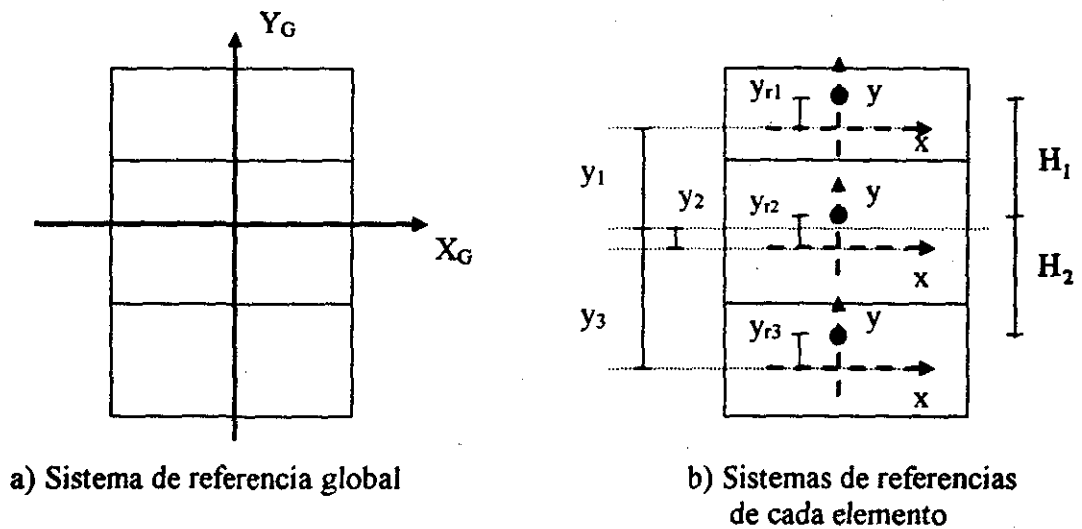 Y_G
X_G
a) Sistema de referencia global
y_r1
y
x
y_1
H_1
y_2
y_r2
y
x
H_2
y_3
y_r3
y
x
b) Sistemas de referencias
de cada elemento